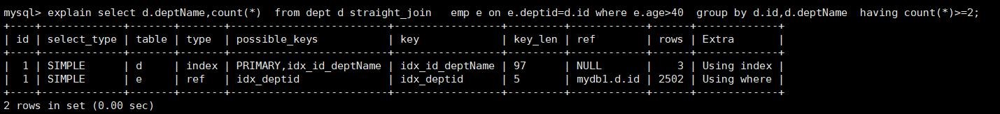 mysql> explain select d.deptName,count(*)  from dept d straight_join   emp e on e.deptid=d.id where e.age>40  group by d.id,d.deptName  having count(*)>=2;
+----+-------------+-------+-------+-------------------------+-----------------+---------+------------+------+-------------+
| id | select_type | table | type  | possible_keys           | key             | key_len | ref        | rows | Extra       |
+----+-------------+-------+-------+-------------------------+-----------------+---------+------------+------+-------------+
|  1 | SIMPLE      | d     | index | PRIMARY,idx_id_deptName | idx_id_deptName | 97      | NULL       |    3 | Using index |
|  1 | SIMPLE      | e     | ref   | idx_deptid              | idx_deptid      | 5       | mydb1.d.id | 2502 | Using where |
+----+-------------+-------+-------+-------------------------+-----------------+---------+------------+------+-------------+
2 rows in set (0.00 sec)